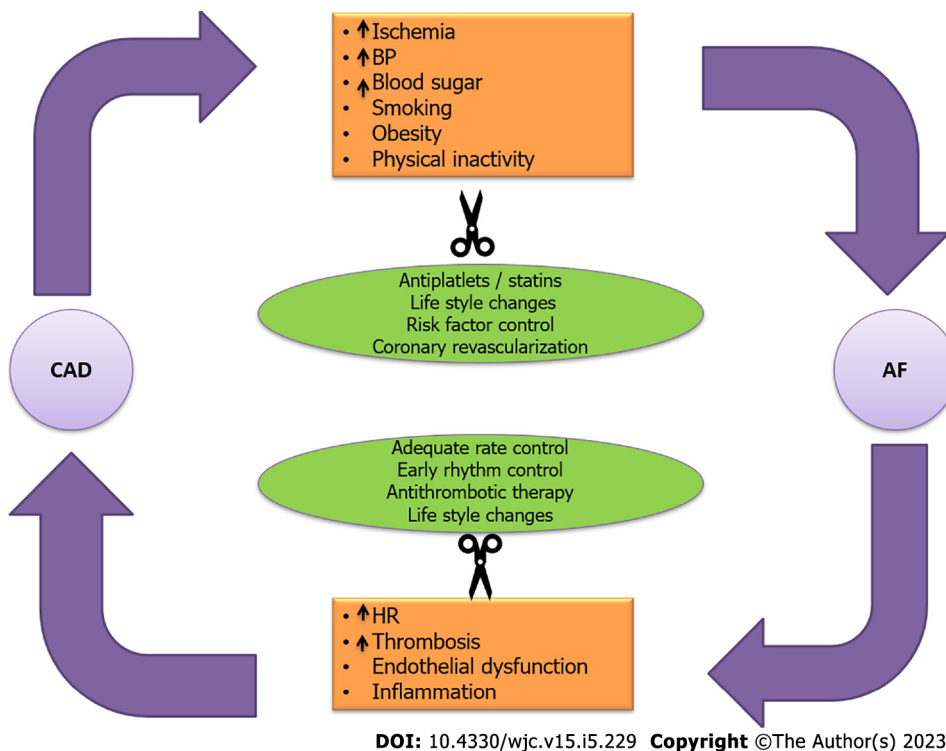 • ↑Ischemia
• ↑BP
• ↑Blood sugar
• Smoking
• Obesity
• Physical inactivity
Antiplatlets / statins
Life style changes
Risk factor control
Coronary revascularization
CAD
AF
Adequate rate control
Early rhythm control
Antithrombotic therapy
Life style changes
• ↑HR
• ↑Thrombosis
• Endothelial dysfunction
• Inflammation
DOI: 10.4330/wjc.v15.i5.229 Copyright ©The Author(s) 2023